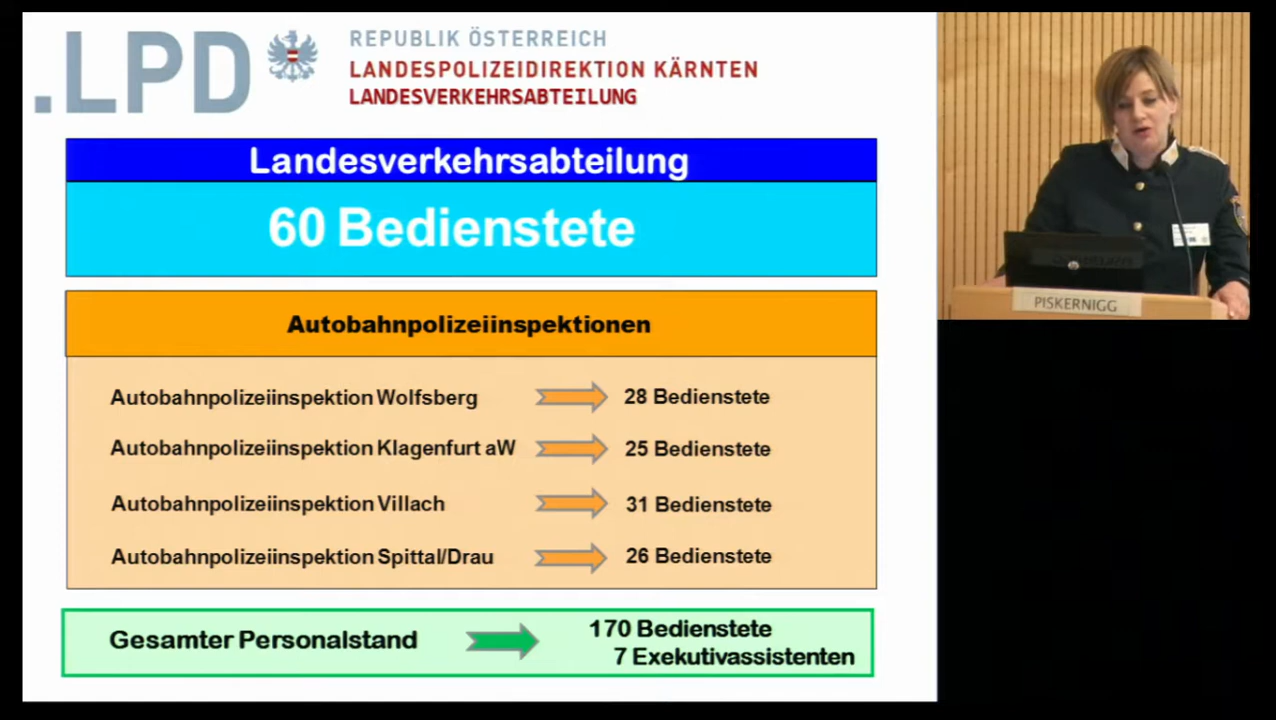 .LPD
REPUBLIK ÖSTERREICH
LANDESPOLIZEIDIREKTION KÄRNTEN
LANDESVERKEHRSABTEILUNG
Landesverkehrsabteilung
60 Bedienstete
Autobahnpolizeiinspektionen
Autobahnpolizeiinspektion Wolfsberg 28 Bedienstete
Autobahnpolizeiinspektion Klagenfurt aW 25 Bedienstete
Autobahnpolizeiinspektion Villach 31 Bedienstete
Autobahnpolizeiinspektion Spittal/Drau 26 Bedienstete
Gesamter Personalstand 170 Bedienstete
7 Exekutivassistenten
PISKERNIGG